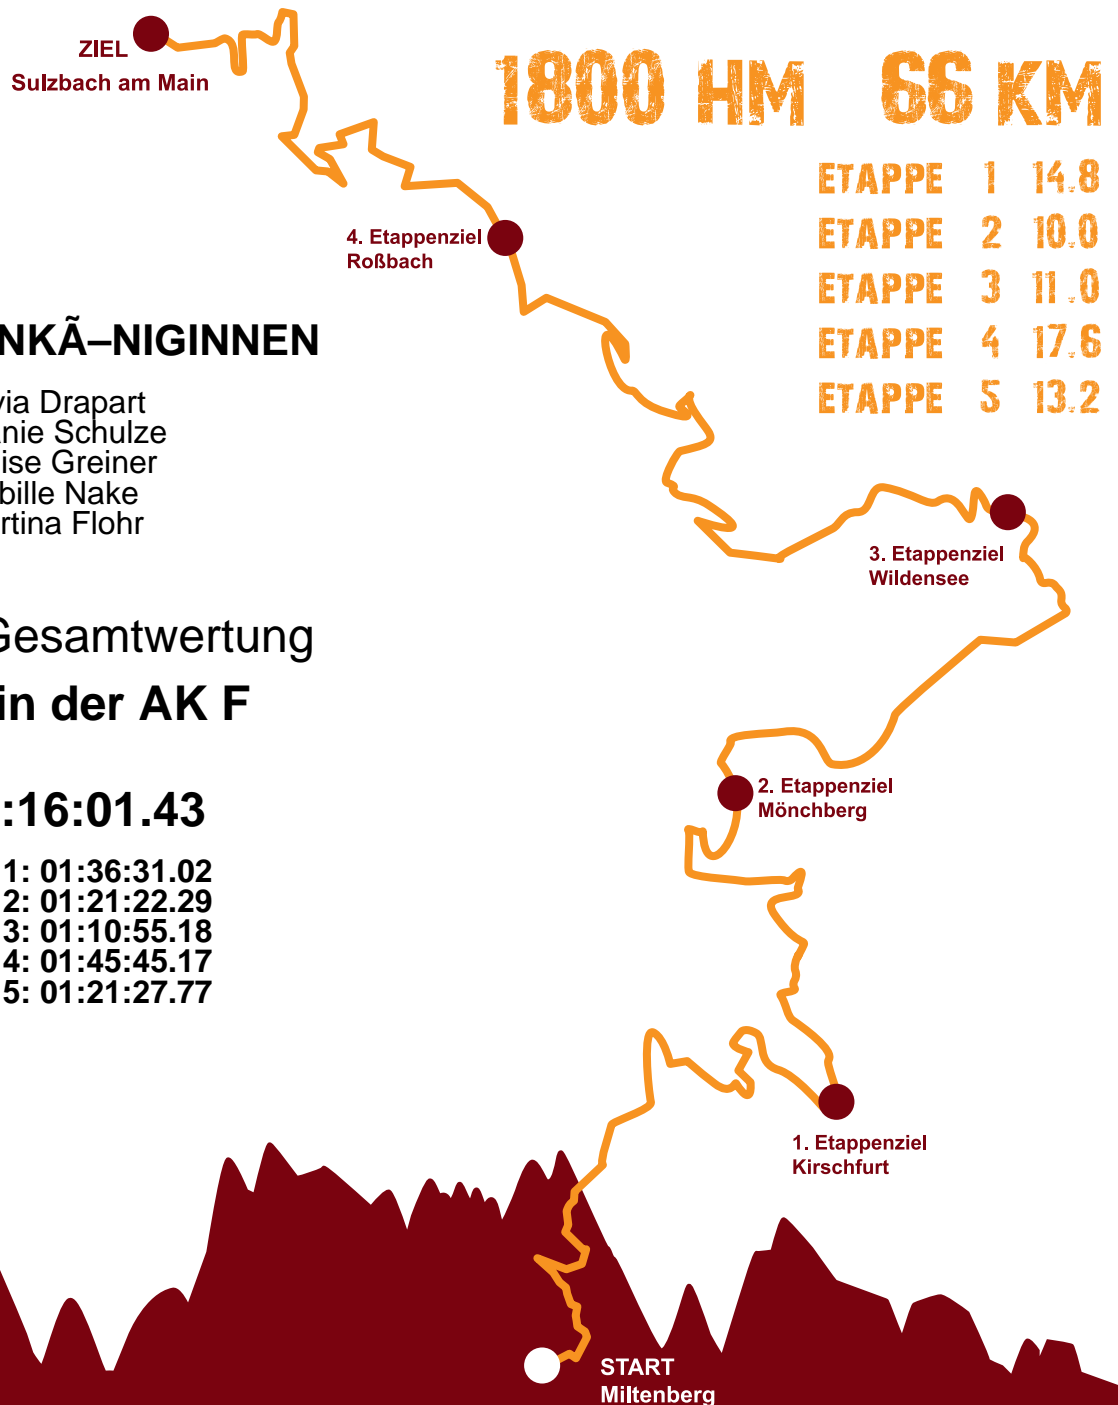 ZIEL
Sulzbach am Main
1800 HM 66 KM
ETAPPE 1 14.8
ETAPPE 2 10.0
ETAPPE 3 11.0
ETAPPE 4 17.6
ETAPPE 5 13.2
4. Etappenziel
Roßbach
NKÃ–NIGINNEN
via Drapart
anie Schulze
ise Greiner
bille Nake
rtina Flohr
3. Etappenziel
Wildensee
Gesamtwertung
in der AK F
2. Etappenziel
Mönchberg
:16:01.43
1: 01:36:31.02
2: 01:21:22.29
3: 01:10:55.18
4: 01:45:45.17
5: 01:21:27.77
1. Etappenziel
Kirschfurt
START
Miltenberg